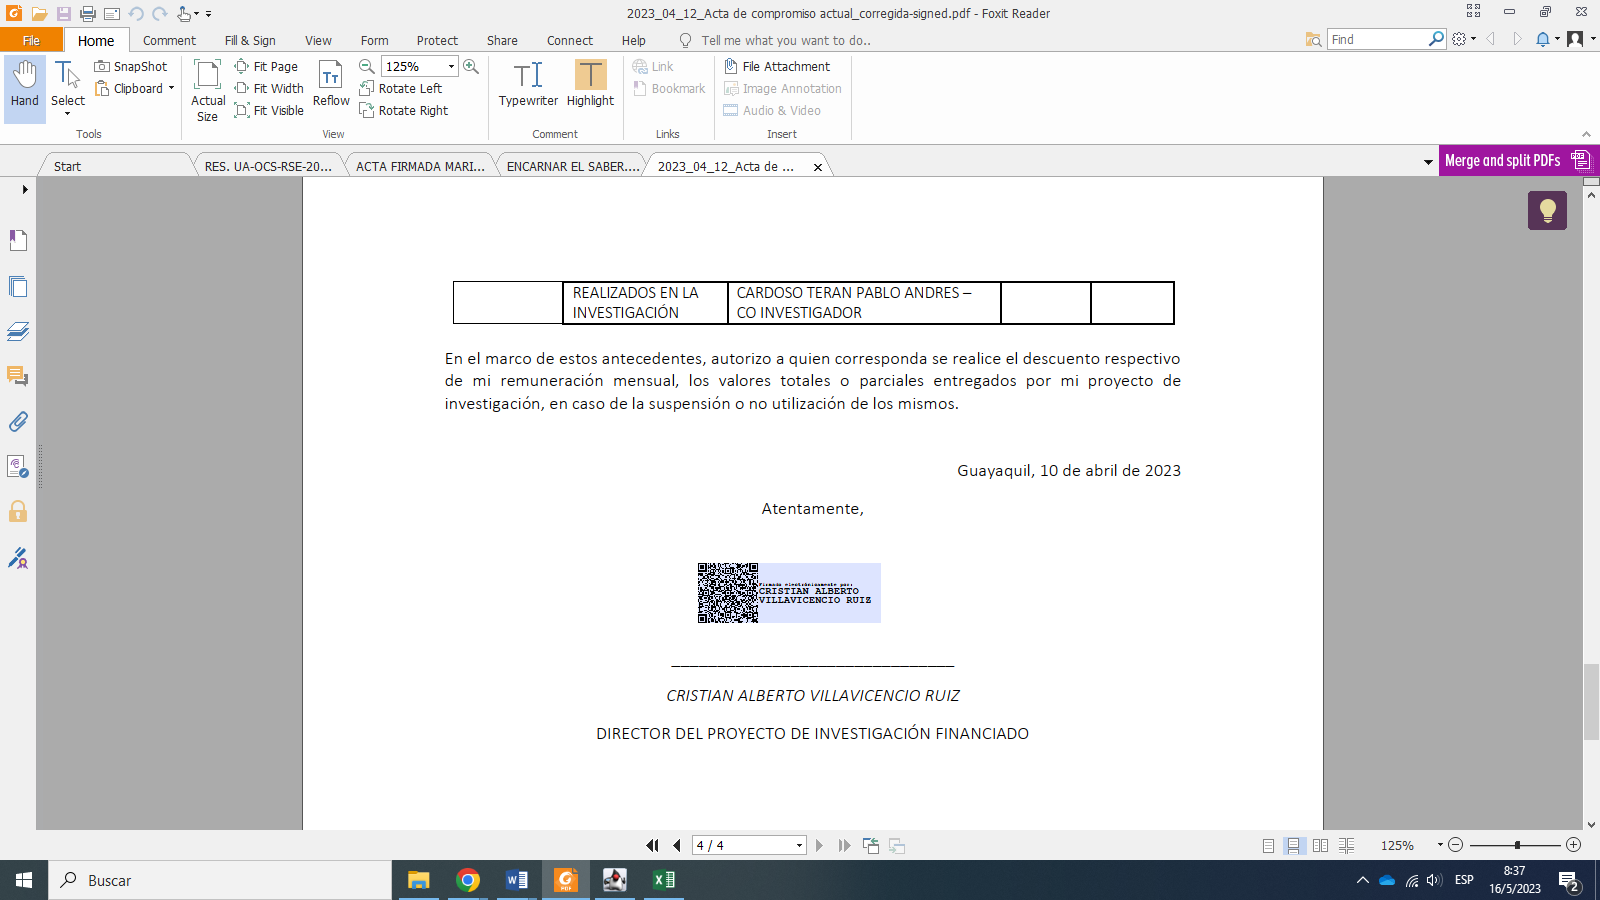 2023_04_12_Acta de compromiso actual_corregida-signed.pdf - Foxit Reader
File
Home
Comment
Fill & Sign
View
Form
Protect
Share
Connect
Help
Tell me what you want to do..
Find
Hand
Select
SnapShot
Clipboard
Tools
Actual
Size
Fit Page
Fit Width
Fit Visible
Reflow
125%
Rotate Left
Rotate Right
View
Typewriter
Highlight
Comment
Link
Bookmark
Links
File Attachment
Image Annotation
Audio & Video
Insert
Start
RES. UA-OCS-RSE-20...
ACTA FIRMADA MARI...
ENCARNAR EL SABER....
2023_04_12_Acta de ...
Merge and split PDFs
REALIZADOS EN LA
INVESTIGACIÓN
CARDOSO TERAN PABLO ANDRES –
CO INVESTIGADOR
En el marco de estos antecedentes, autorizo a quien corresponda se realice el descuento respectivo
de mi remuneración mensual, los valores totales o parciales entregados por mi proyecto de
investigación, en caso de la suspensión o no utilización de los mismos.
Guayaquil, 10 de abril de 2023
Atentamente,
Firmado electrónicamente por:
CRISTIAN ALBERTO
VILLAVICENCIO RUIZ
CRISTIAN ALBERTO VILLAVICENCIO RUIZ
DIRECTOR DEL PROYECTO DE INVESTIGACIÓN FINANCIADO
4 / 4
125%
Buscar
ESP
8:37
16/5/2023
2